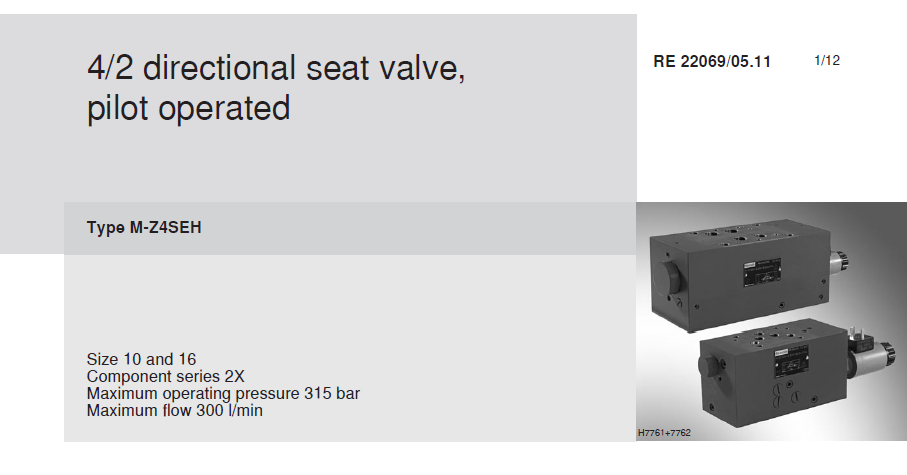 4/2 directional seat valve,
pilot operated
RE 22069/05.11
1/12
Type M-Z4SEH
Size 10 and 16
Component series 2X
Maximum operating pressure 315 bar
Maximum flow 300 l/min
H7761+7762